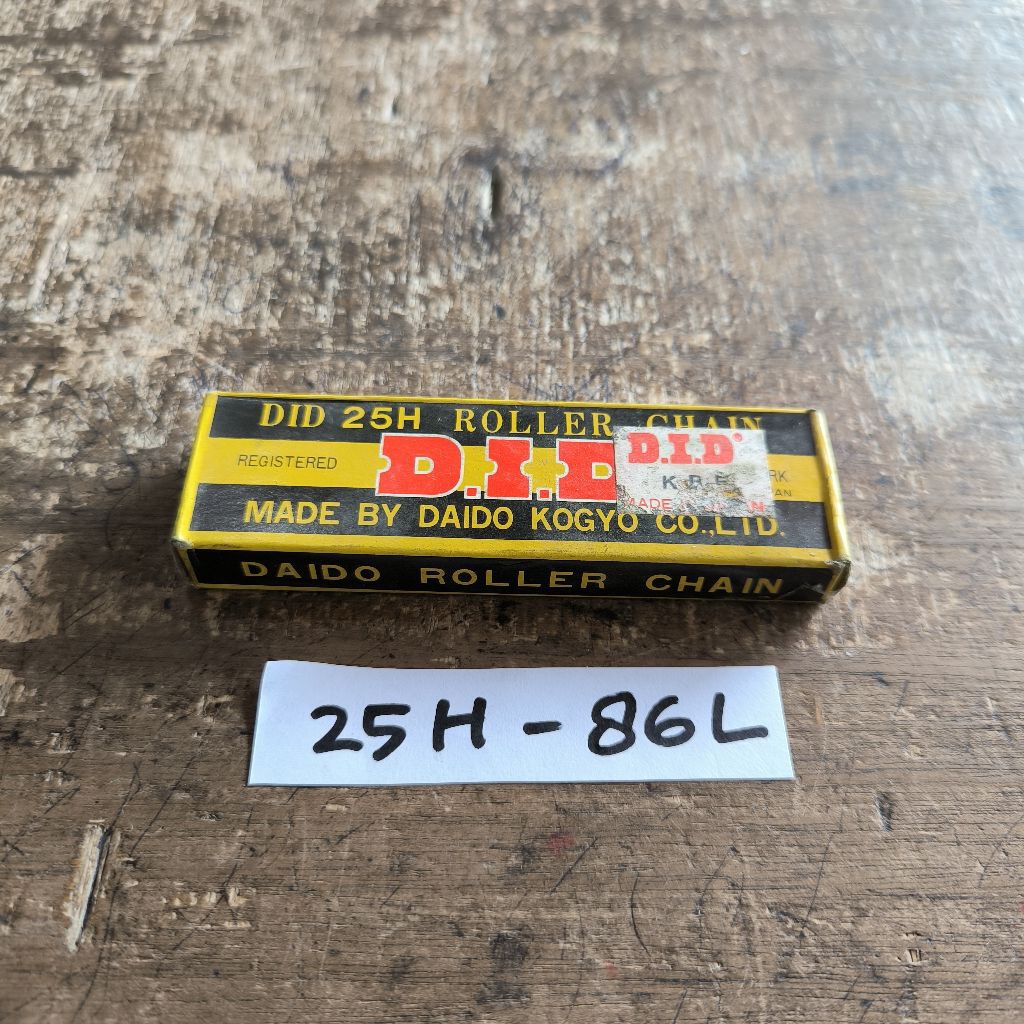 DID 25H ROLLER CHAIN
REGISTERED
D.I.D
D.I.D
K.R.E
MADE BY DAIDO KOGYO CO.,LTD.
DAIDO ROLLER CHAIN
25H-86L